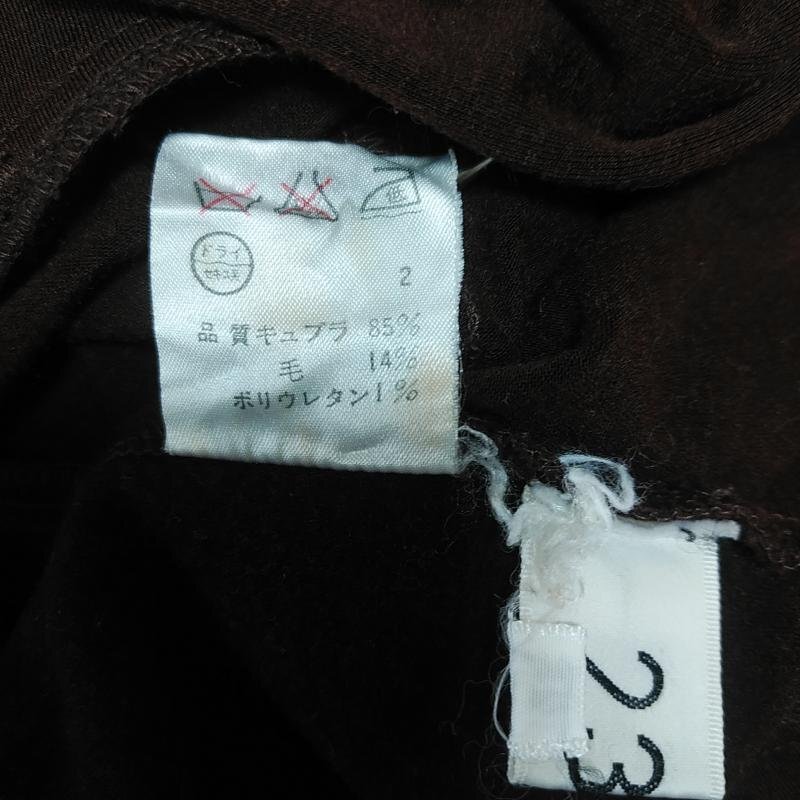 低
ドライ
セキユ系
2
品質キュプラ 85%
毛 14%
ポリウレタン 1%
23